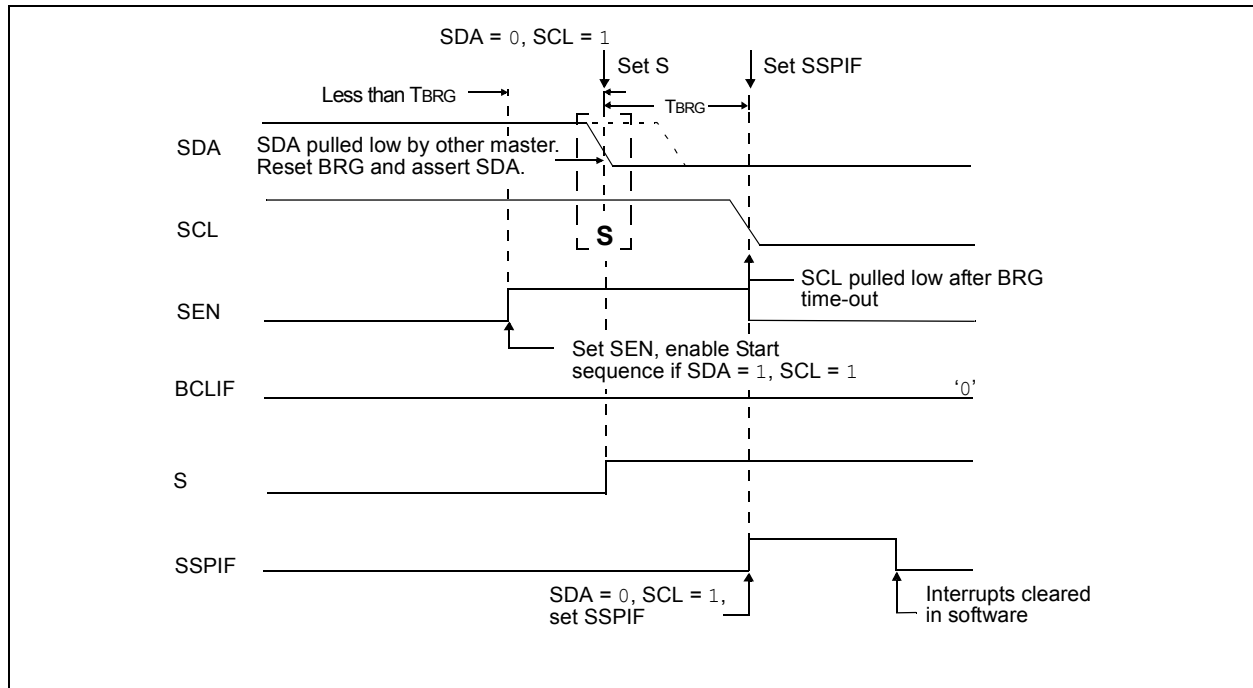 SDA = 0, SCL = 1
Set S
Set SSPIF
Less than TBRG
TBRG
SDA
SDA pulled low by other master.
Reset BRG and assert SDA.
SCL
S
SCL pulled low after BRG
time-out
SEN
Set SEN, enable Start
sequence if SDA = 1, SCL = 1
BCLIF
‘0’
S
SSPIF
SDA = 0, SCL = 1,
set SSPIF
Interrupts cleared
in software